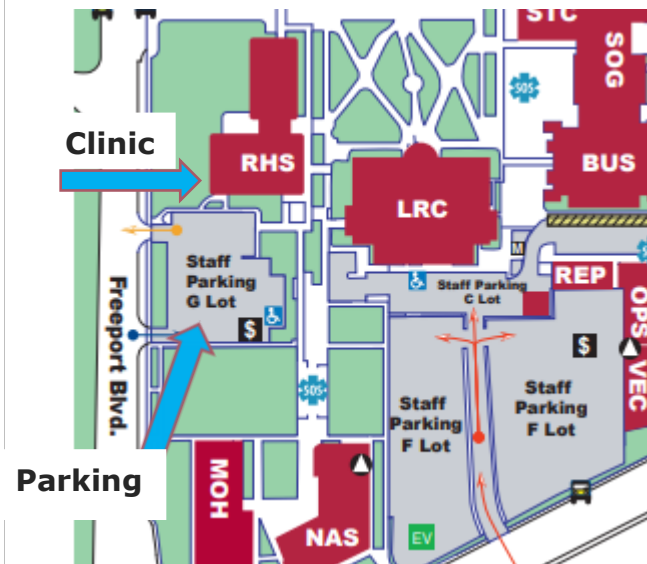 STC
SOG
SOS
Clinic
RHS
BUS
LRC
M
Staff
Parking
G Lot
Staff Parking
C Lot
REP
OPS
VEC
Freeport Blvd.
$
$
SOS
Staff
Parking
F Lot
Staff
Parking
F Lot
Parking
MOH
NAS
EV